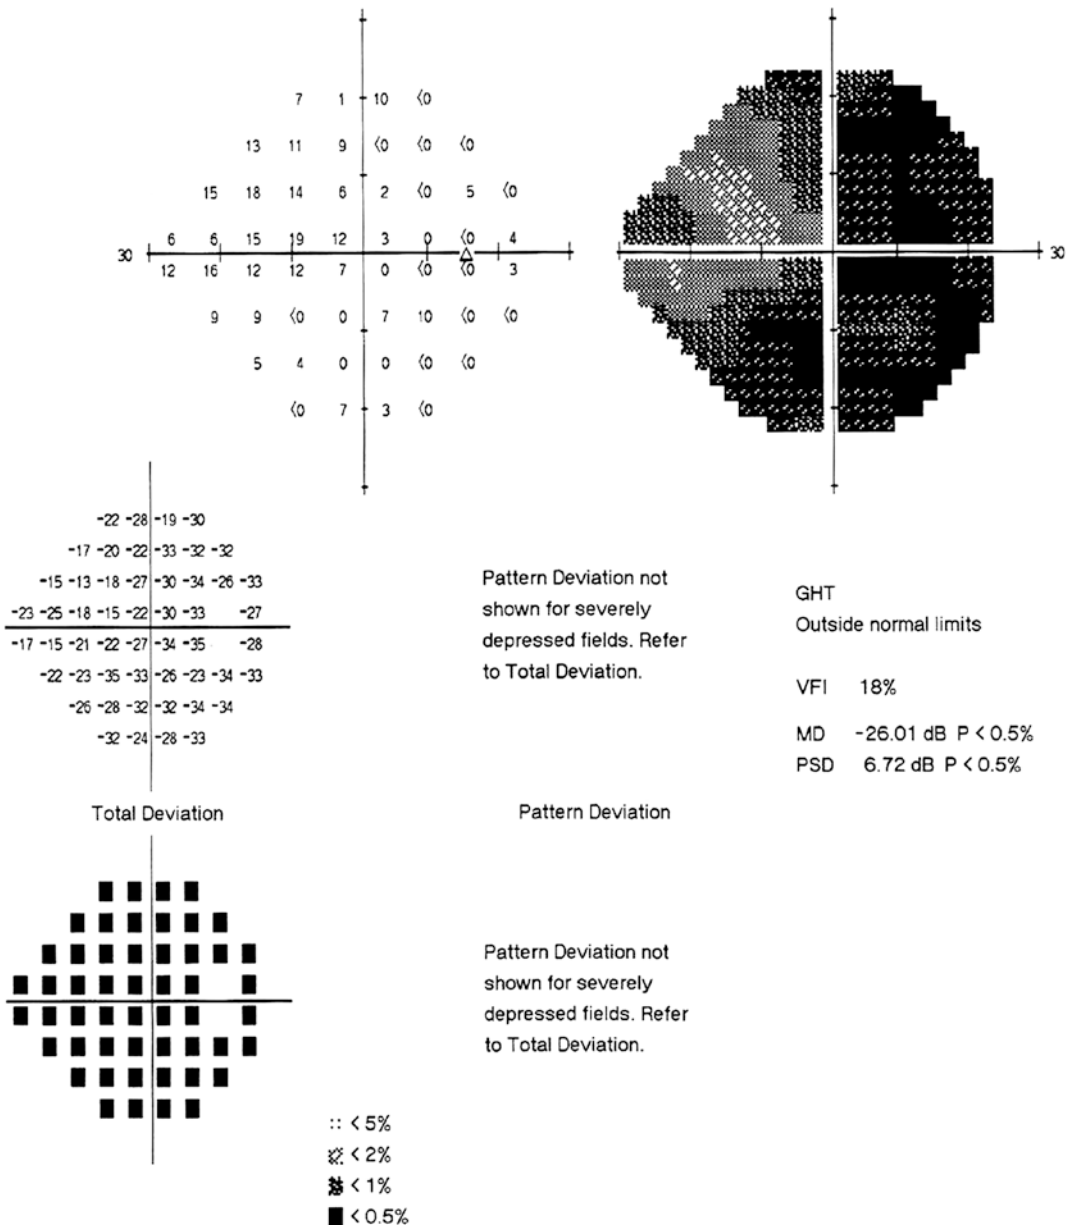 7 1 10 <0
13 11 9 <0 <0 <0
15 18 14 6 2 <0 5 <0
6 6 15 19 12 3 0 <0 4
30 30
12 16 12 12 7 0 <0 <0 3
9 9 <0 0 7 10 <0 <0
5 4 0 0 <0 <0
<0 7 3 <0
-22 -28 -19 -30
-17 -20 -22 -33 -32 -32
-15 -13 -18 -27 -30 -34 -26 -33
-23 -25 -18 -15 -22 -30 -33 -27
-17 -15 -21 -22 -27 -34 -35 -28
-22 -23 -35 -33 -26 -23 -34 -33
-26 -28 -32 -32 -34 -34
-32 -24 -28 -33
Total Deviation
Pattern Deviation not
shown for severely
depressed fields. Refer
to Total Deviation.
Pattern Deviation
GHT
Outside normal limits
VFI 18%
MD -26.01 dB P < 0.5%
PSD 6.72 dB P < 0.5%
Pattern Deviation not
shown for severely
depressed fields. Refer
to Total Deviation.
< 5%
< 2%
< 1%
< 0.5%